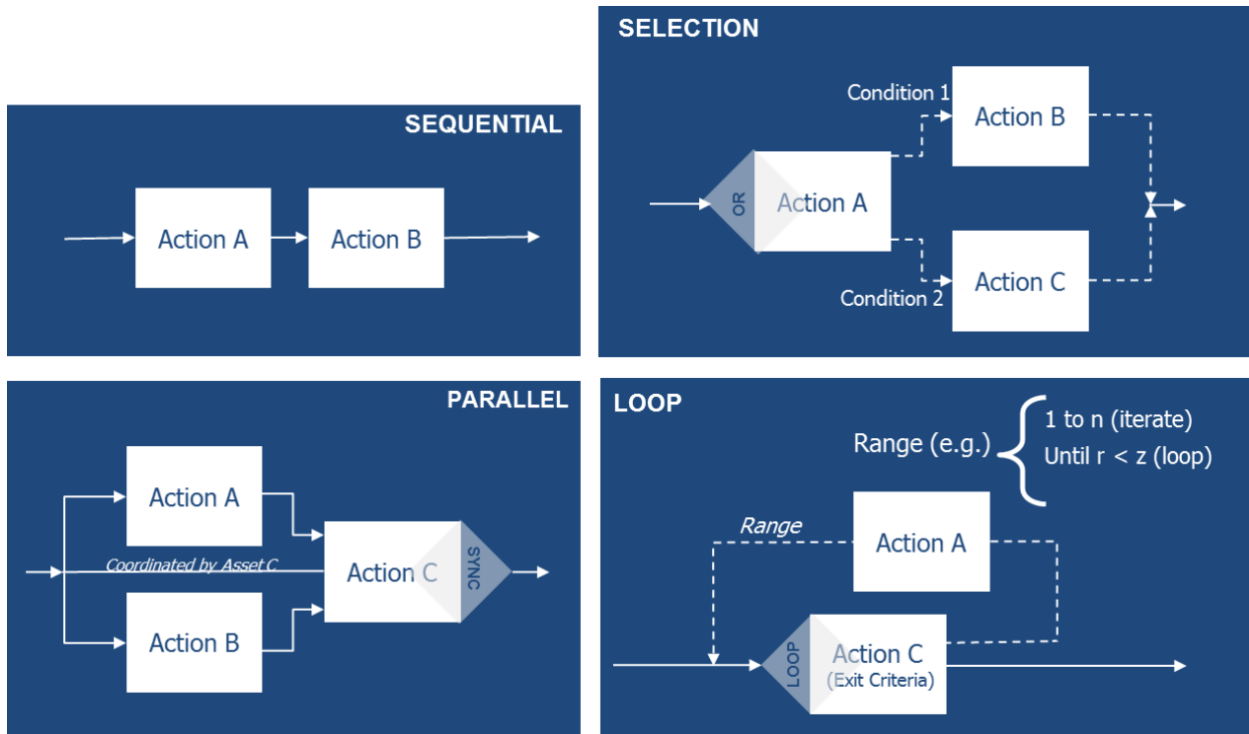 SEQUENTIAL
Action A
Action B
SELECTION
Condition 1
Action B
OR
Action A
Condition 2
Action C
PARALLEL
Action A
Coordinated by Asset C
Action C
SYNC
Action B
LOOP
Range (e.g.)
1 to n (iterate)
Until r < z (loop)
Range
Action A
LOOP
Action C
(Exit Criteria)